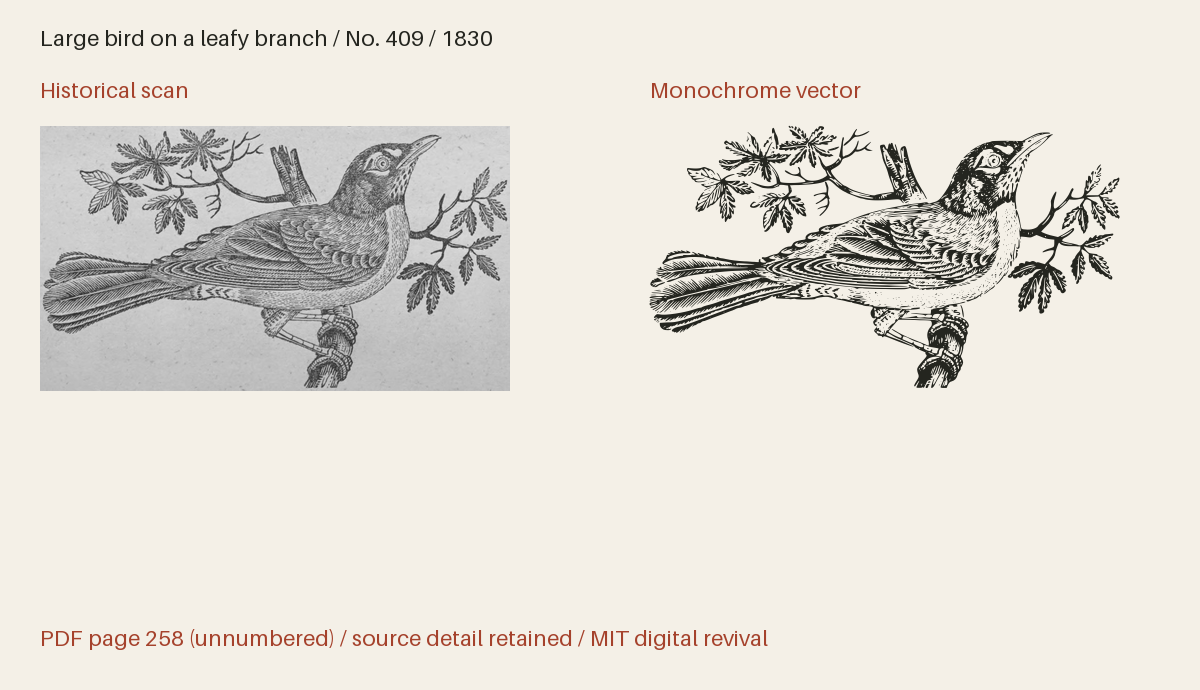 Large bird on a leafy branch / No. 409 / 1830
Historical scan
Monochrome vector
PDF page 258 (unnumbered) / source detail retained / MIT digital revival